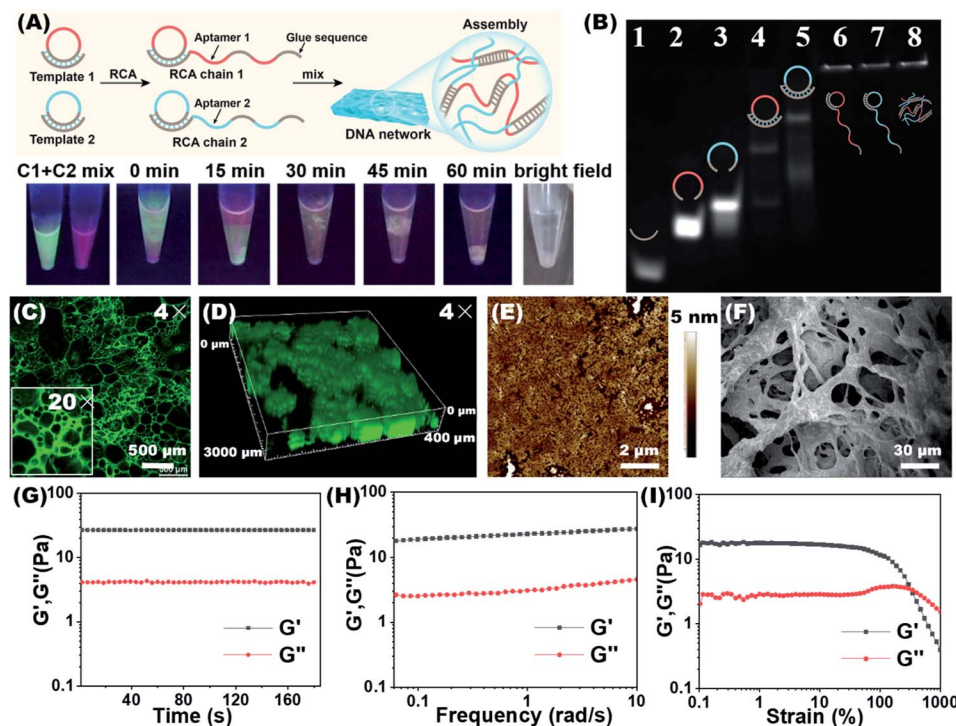 (A)
Aptamer 1
Glue sequence
Assembly
Template 1
RCA
RCA chain 1
mix
Aptamer 2
Template 2
RCA chain 2
DNA network
C1+C2 mix
0 min
15 min
30 min
45 min
60 min
bright field
(B)
1
2
3
4
5
6
7
8
(C)
4×
20×
500 μm
500 μm
(D)
4×
0 μm
3000 μm
0 μm
400 μm
(E)
2 μm
5 nm
(F)
30 μm
(G)
100
10
1
0.1
G',G''(Pa)
G'
G''
40
80
120
160
Time (s)
(H)
100
10
1
0.1
G',G''(Pa)
G'
G''
0.1
1
10
Frequency (rad/s)
(I)
100
10
1
0.1
G',G''(Pa)
G'
G''
0.1
1
10
100
1000
Strain (%)